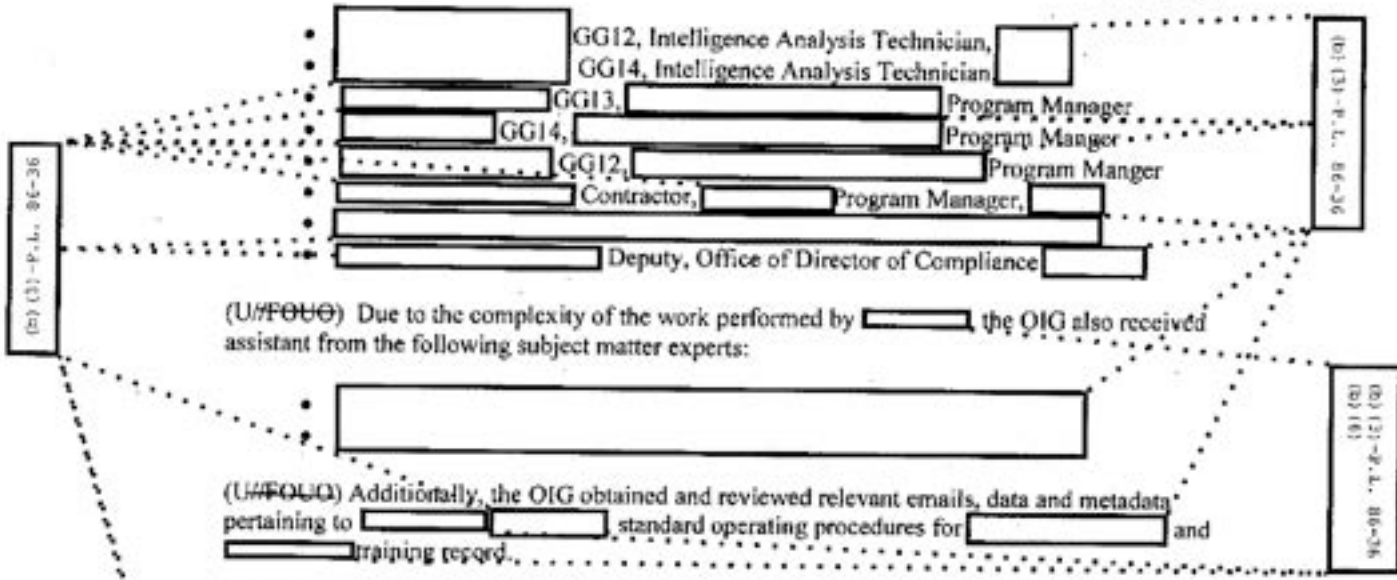 GG12, Intelligence Analysis Technician,
GG14, Intelligence Analysis Technician,
GG13, Program Manager
GG14, Program Manger
GG12, Program Manger
Contractor, Program Manager,
Deputy, Office of Director of Compliance
(U//FOUO) Due to the complexity of the work performed by , the OIG also received
assistant from the following subject matter experts:
(U//FOUO) Additionally, the OIG obtained and reviewed relevant emails, data and metadata
pertaining to , standard operating procedures for and
training record.
(b) (3)-P.L. 86-36
(b) (3)-P.L. 86-36
(b) (3)-P.L. 86-36
(b) (6)